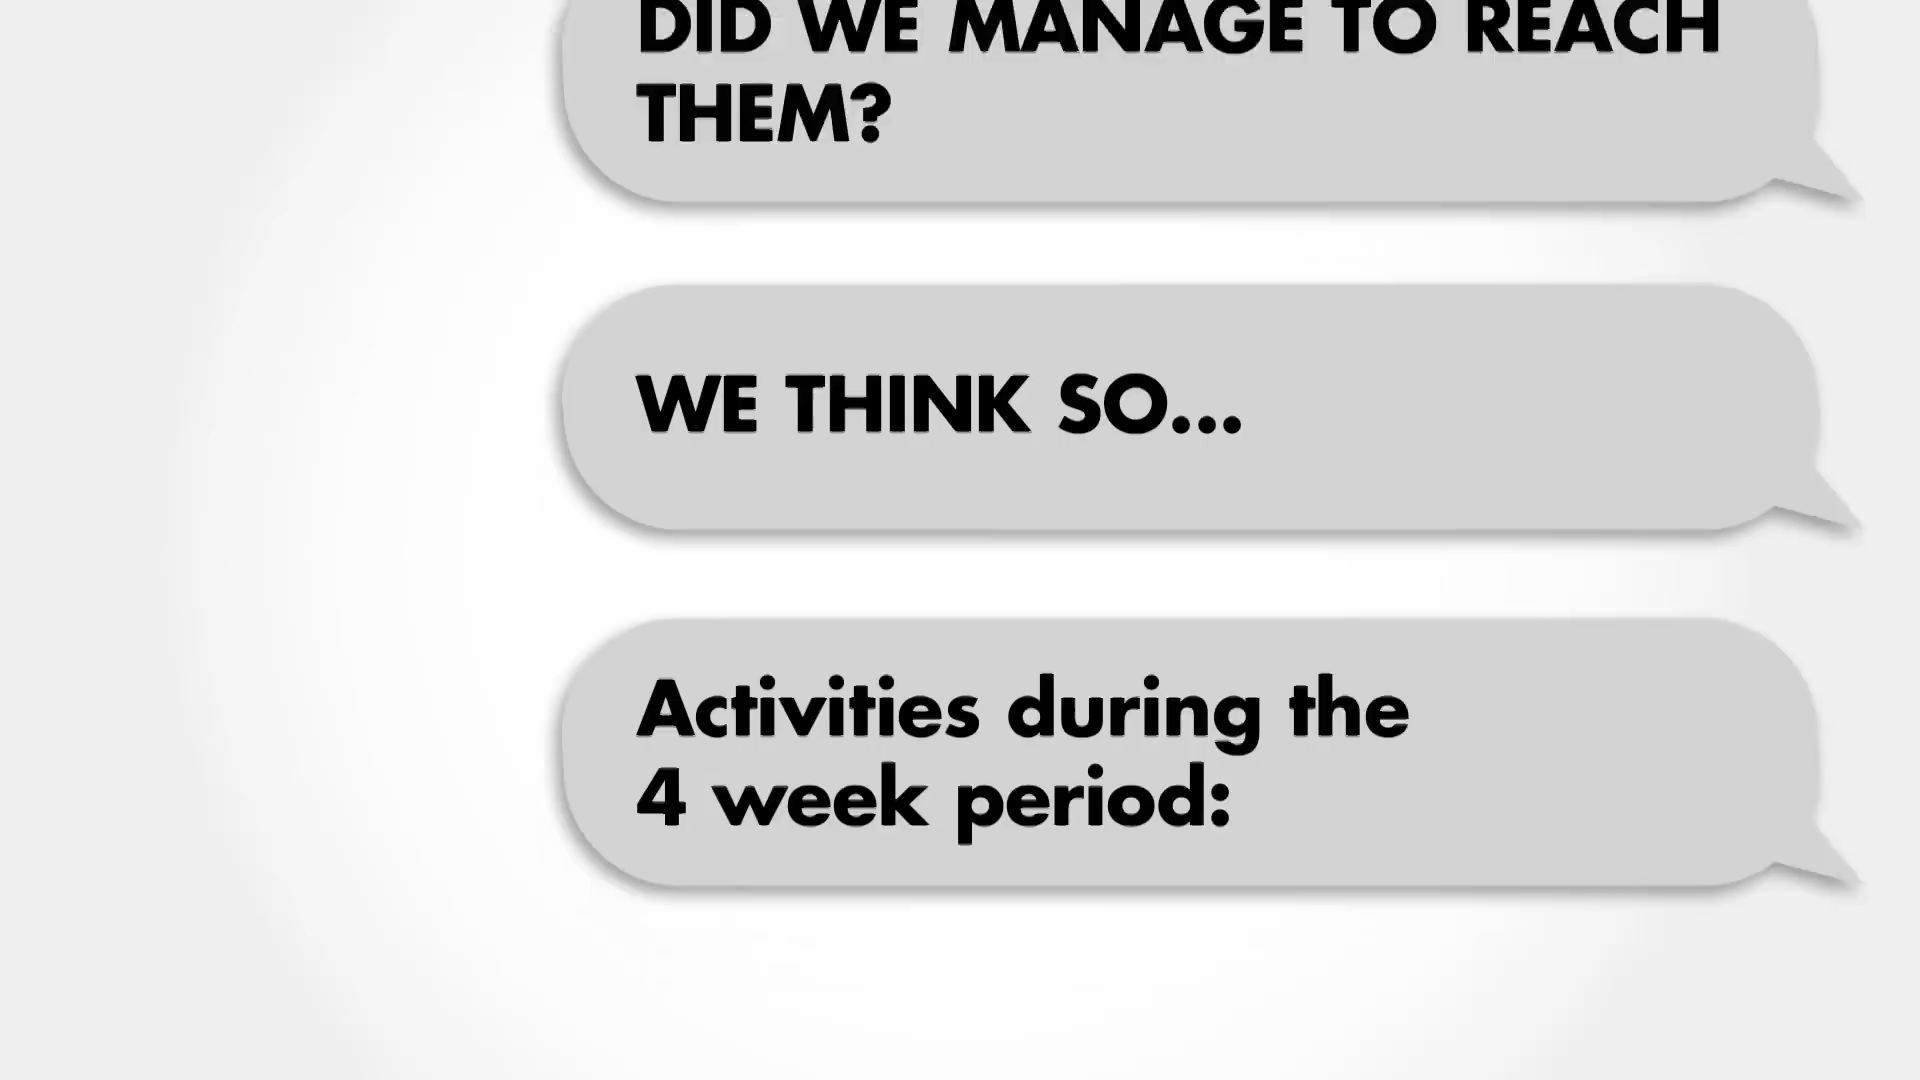 DID WE MANAGE TO REACH
THEM?
WE THINK SO...
Activities during the
4 week period: